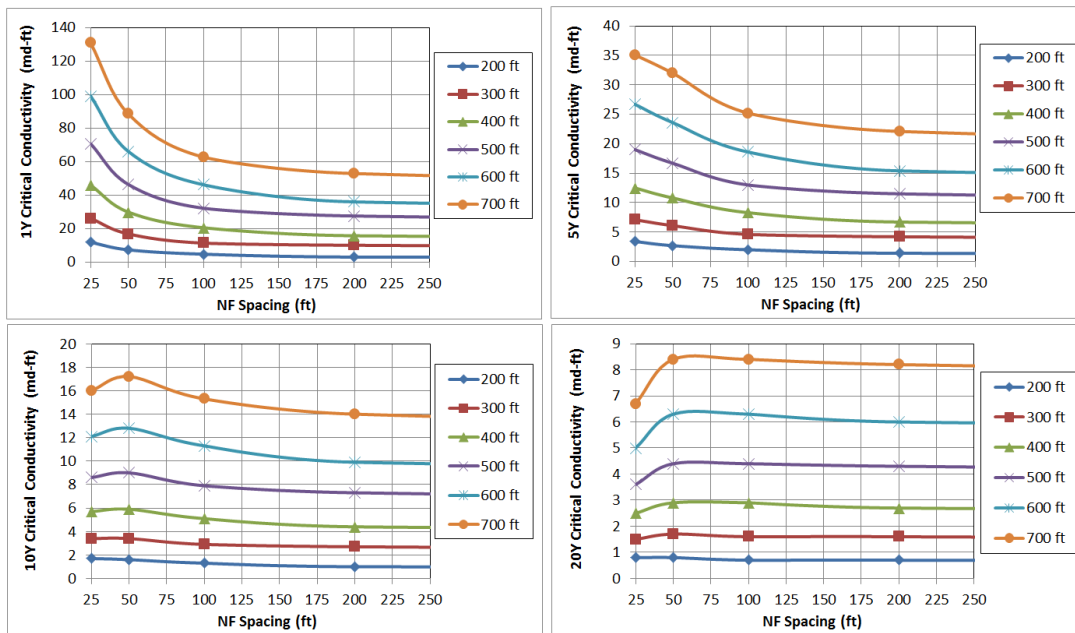 1Y Critical Conductivity (md-ft)
140
120
100
80
60
40
20
0
25 50 75 100 125 150 175 200 225 250
NF Spacing (ft)
200 ft
300 ft
400 ft
500 ft
600 ft
700 ft
5Y Critical Conductivity (md-ft)
40
35
30
25
20
15
10
5
0
25 50 75 100 125 150 175 200 225 250
NF Spacing (ft)
200 ft
300 ft
400 ft
500 ft
600 ft
700 ft
10Y Critical Conductivity (md-ft)
20
18
16
14
12
10
8
6
4
2
0
25 50 75 100 125 150 175 200 225 250
NF Spacing (ft)
200 ft
300 ft
400 ft
500 ft
600 ft
700 ft
20Y Critical Conductivity (md-ft)
9
8
7
6
5
4
3
2
1
0
25 50 75 100 125 150 175 200 225 250
NF Spacing (ft)
200 ft
300 ft
400 ft
500 ft
600 ft
700 ft